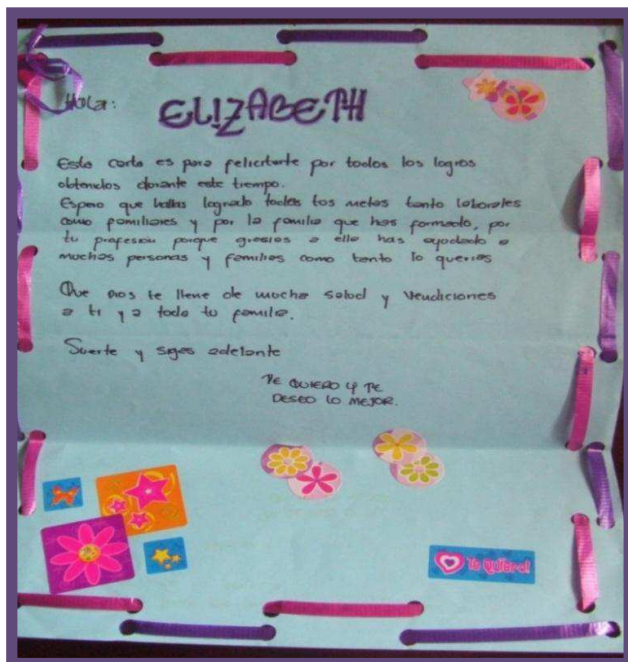 Hola: ELIZABETH
Esta carta es para felicitarte por todos los logros
obtenidos durante este tiempo.
Espero que hallas logrado todas tus metas tanto laborales
como familiares y por la familia que has formado, por
tu profesion porque gracias a ella has ayudado a
muchas personas y familias como tanto lo querias
Que Dios te llene de mucha salud y vendiciones
a ti y a toda tu familia.
Suerte y sigas adelante
TE QUIERO Y TE
DESEO LO MEJOR.
Te Quiero!